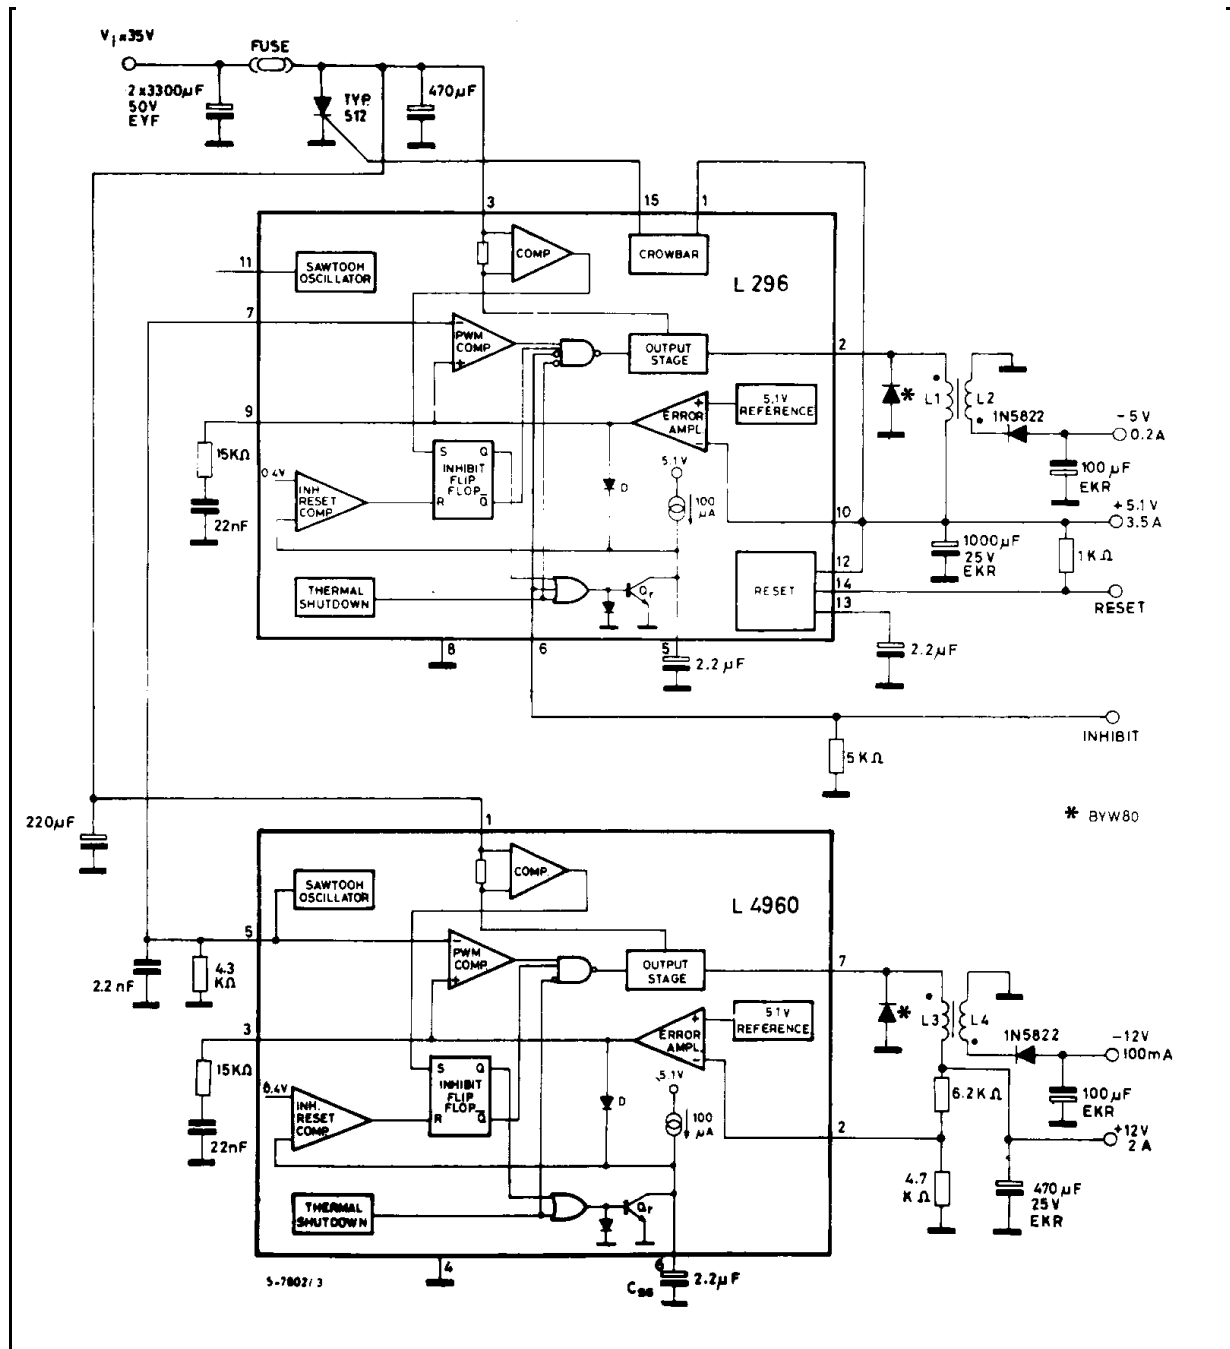 Vi=35V
FUSE
2x3300µF
50V
EYF
TYP.
512
470µF
3
15
1
SAWTOOH
OSCILLATOR
COMP
CROWBAR
L 296
11
7
−
PWM
COMP
+
OUTPUT
STAGE
2
*
L1
L2
1N5822
−5V
0.2A
100µF
EKR
9
+
ERROR
AMPL
−
5.1V
REFERENCE
15KΩ
22nF
0.4V
INH.
RESET
COMP
S Q
INHIBIT
FLIP
FLOP
R Q
D
5.1V
100
µA
10
+5.1V
3.5A
1000µF
25V
EKR
1KΩ
12
14
13
RESET
RESET
THERMAL
SHUTDOWN
Qr
2.2µF
8
6
5
2.2µF
INHIBIT
5KΩ
* BYW80
220µF
1
SAWTOOH
OSCILLATOR
COMP.
L 4960
5
−
PWM
COMP.
+
OUTPUT
STAGE
7
2.2nF
4.3
KΩ
*
L3
L4
1N5822
−12V
100mA
100µF
EKR
3
+
ERROR
AMPL
−
5.1V
REFERENCE
15KΩ
22nF
0.4V
INH.
RESET
COMP.
S Q
INHIBIT
FLIP
FLOP
R Q
D
5.1V
100
µA
6.2KΩ
2
+12V
2A
4.7
KΩ
470µF
25V
EKR
THERMAL
SHUTDOWN
Qr
4
6
S-7802/3
Css
2.2µF